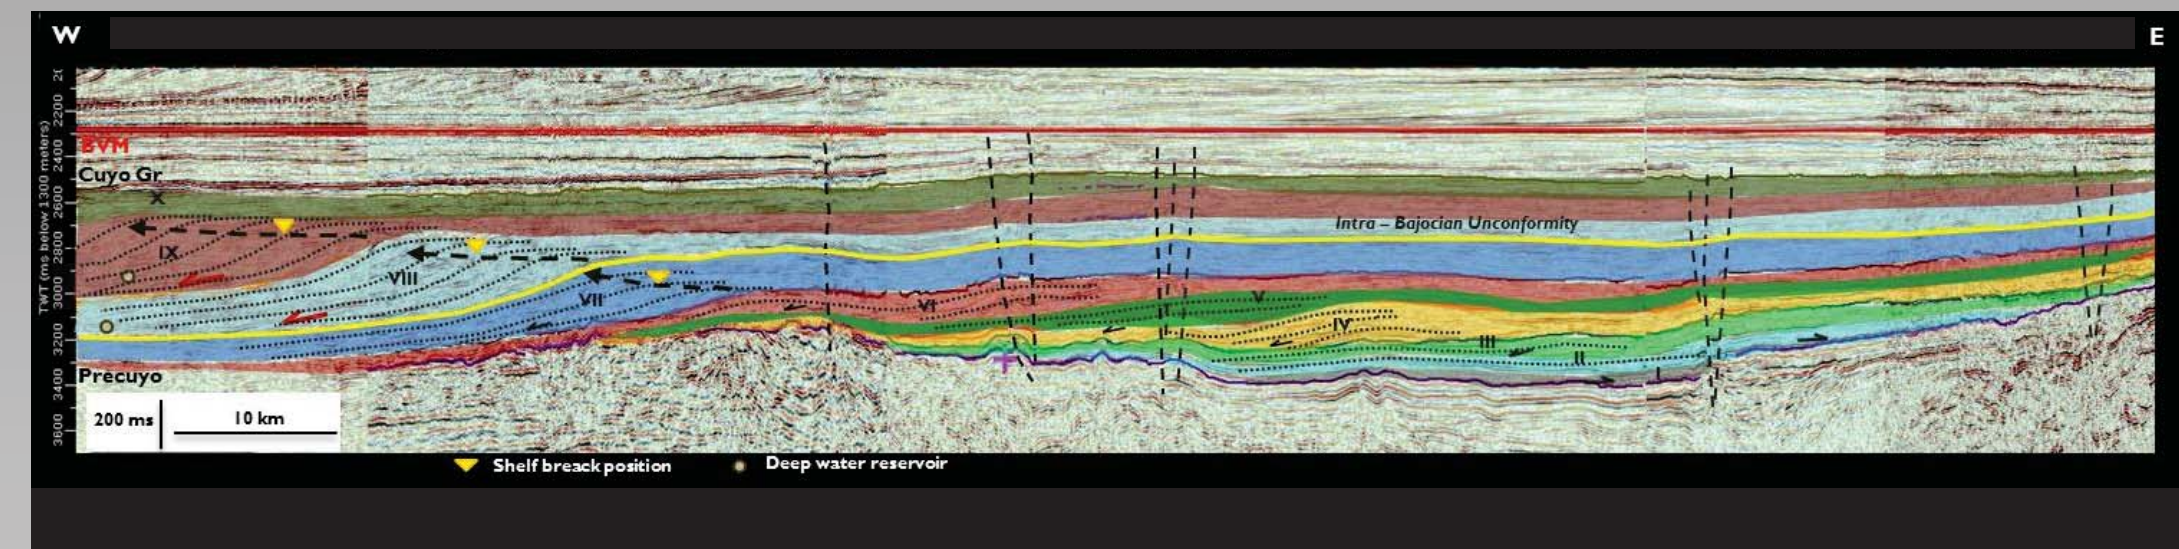 W
E
2200
2400
2600
2800
3000
3200
3400
3600
TWT (ms below 1300 meters)
BVM
Cuyo Gr
X
Intra – Bajocian Unconformity
IX
VIII
VII
VI
V
IV
III
II
I
Precuyo
200 ms
10 km
Shelf breack position
Deep water reservoir